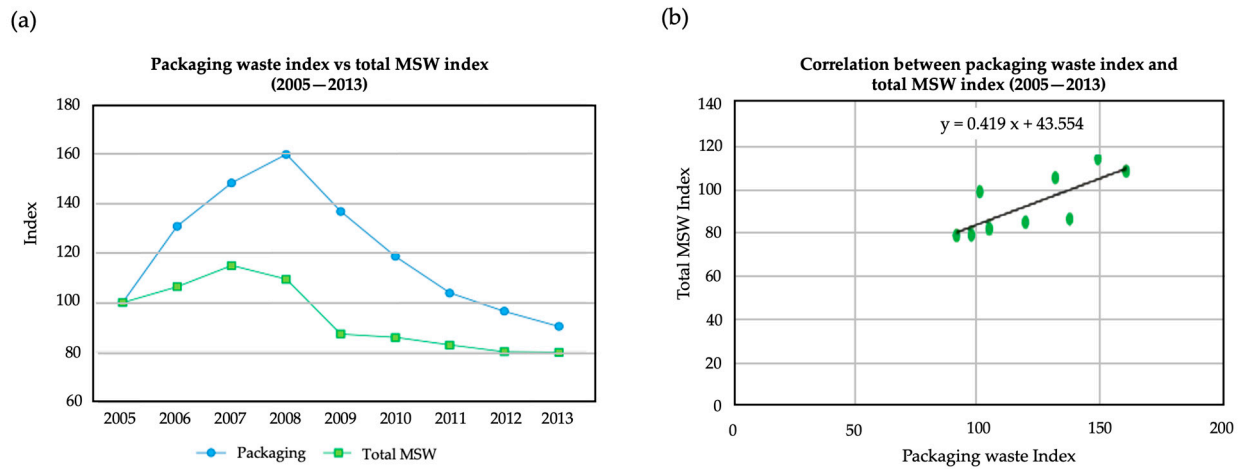 (a)
Packaging waste index vs total MSW index
(2005—2013)
180
160
140
120
100
80
60
Index
2005 2006 2007 2008 2009 2010 2011 2012 2013
Packaging Total MSW
(b)
Correlation between packaging waste index and
total MSW index (2005—2013)
y = 0.419 x + 43.554
140
120
100
80
60
40
20
0
Total MSW Index
0 50 100 150 200
Packaging waste Index